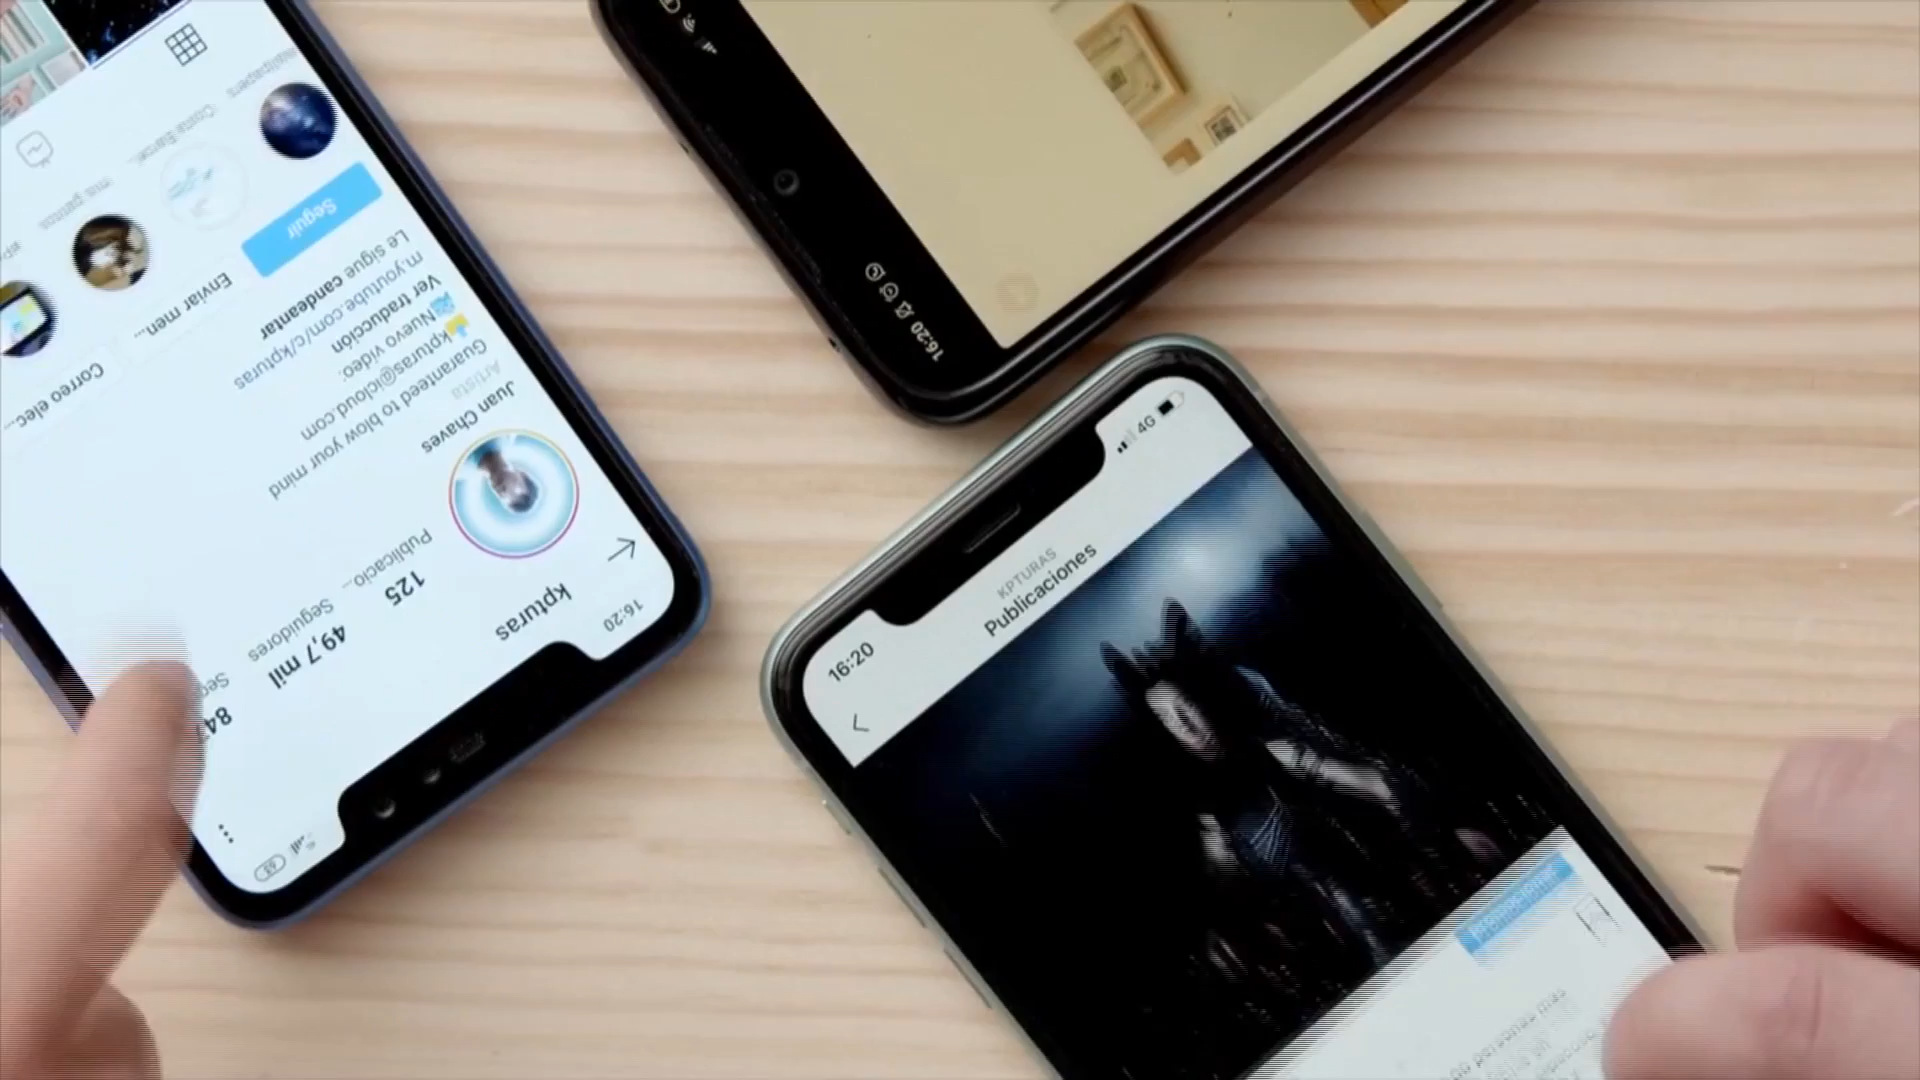 16:20
kpturas
125
Publicacio...
49,7 mil
Seguidores
Juan Chaves
Artista
Guaranteed to blow your mind
kpturas@icloud.com
Nuevo video:
Ver traducción
m.youtube.com/c/kpturas
Le sigue candeantar
Seguir
Enviar men...
Correo elec...
16:20
16:20
4G
KPTURAS
Publicaciones